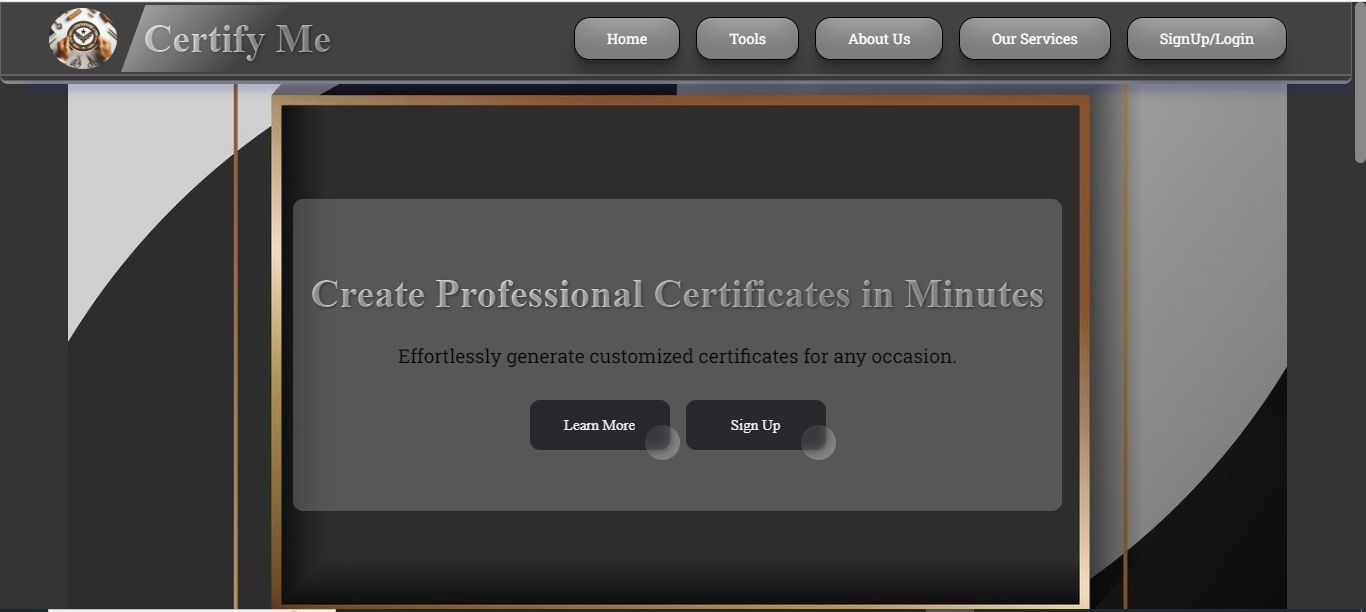 Certify Me
Home
Tools
About Us
Our Services
SignUp/Login
Create Professional Certificates in Minutes
Effortlessly generate customized certificates for any occasion.
Learn More
Sign Up